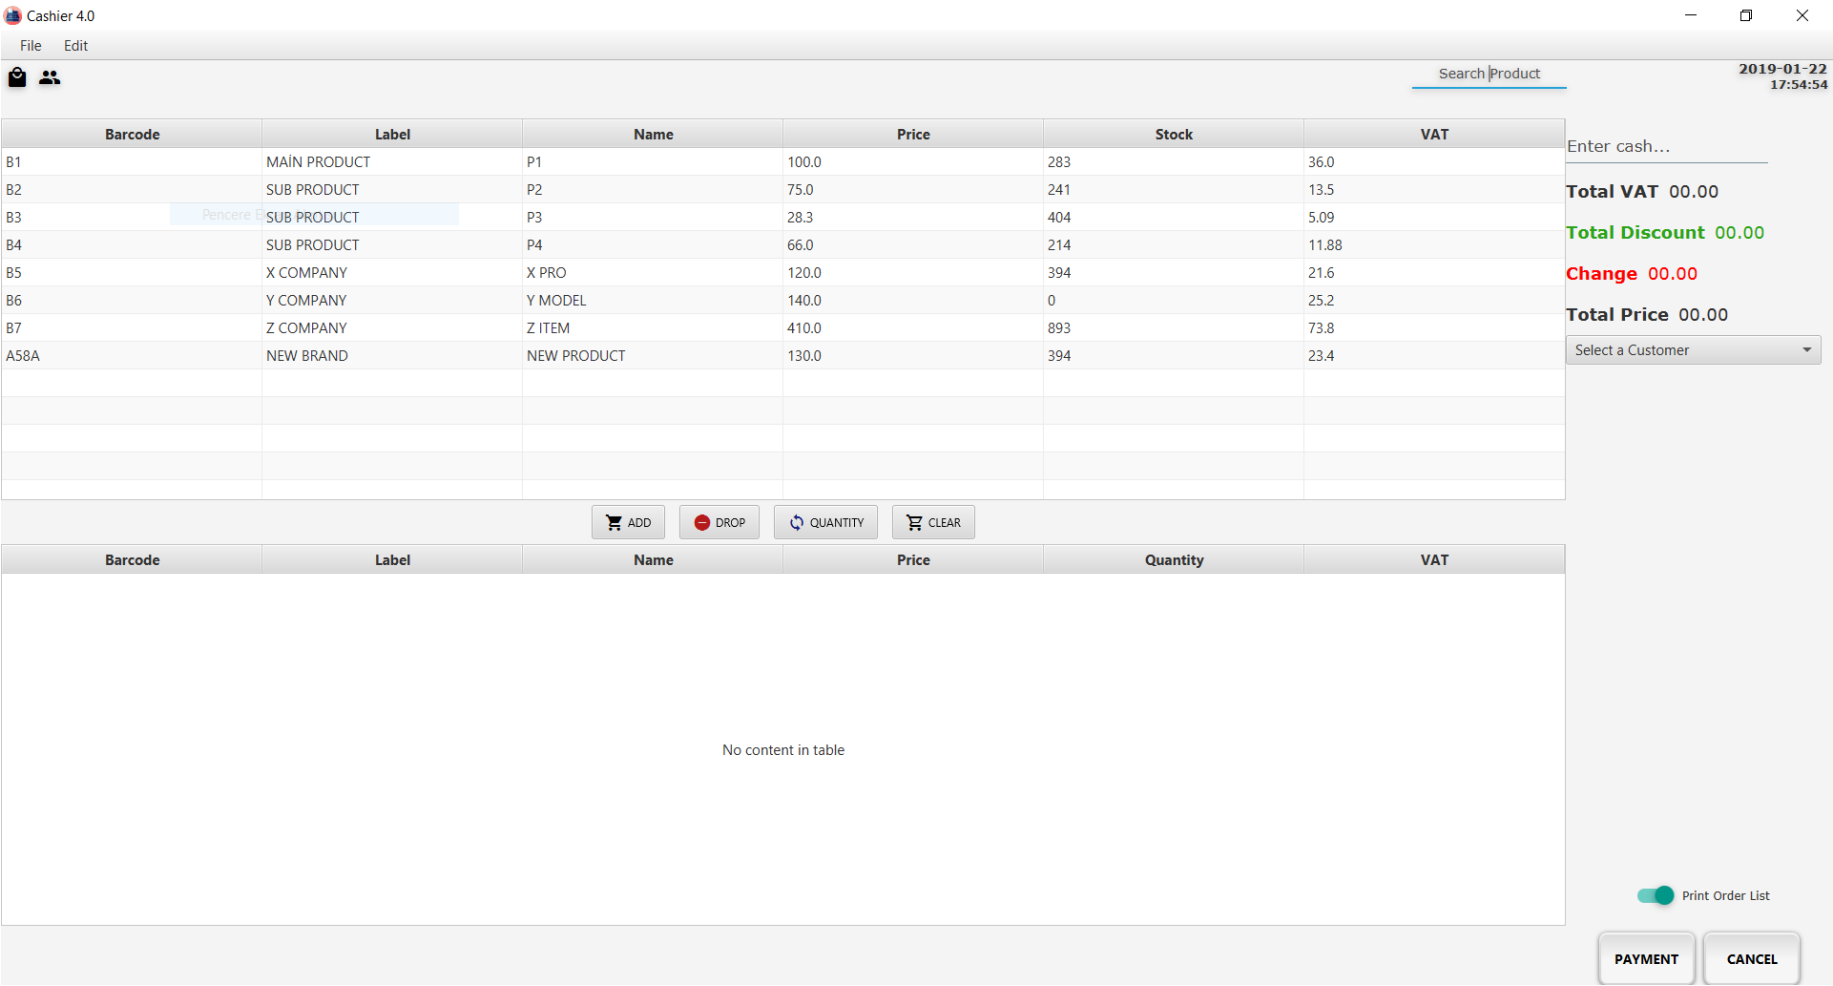 Cashier 4.0
File Edit
Search Product
2019-01-22
17:54:54
Barcode Label Name Price Stock VAT
B1 MAİN PRODUCT P1 100.0 283 36.0
B2 SUB PRODUCT P2 75.0 241 13.5
B3 SUB PRODUCT P3 28.3 404 5.09
B4 SUB PRODUCT P4 66.0 214 11.88
B5 X COMPANY X PRO 120.0 394 21.6
B6 Y COMPANY Y MODEL 140.0 0 25.2
B7 Z COMPANY Z ITEM 410.0 893 73.8
A58A NEW BRAND NEW PRODUCT 130.0 394 23.4
Pencere
Enter cash...
Total VAT 00.00
Total Discount 00.00
Change 00.00
Total Price 00.00
Select a Customer
ADD DROP QUANTITY CLEAR
Barcode Label Name Price Quantity VAT
No content in table
Print Order List
PAYMENT CANCEL